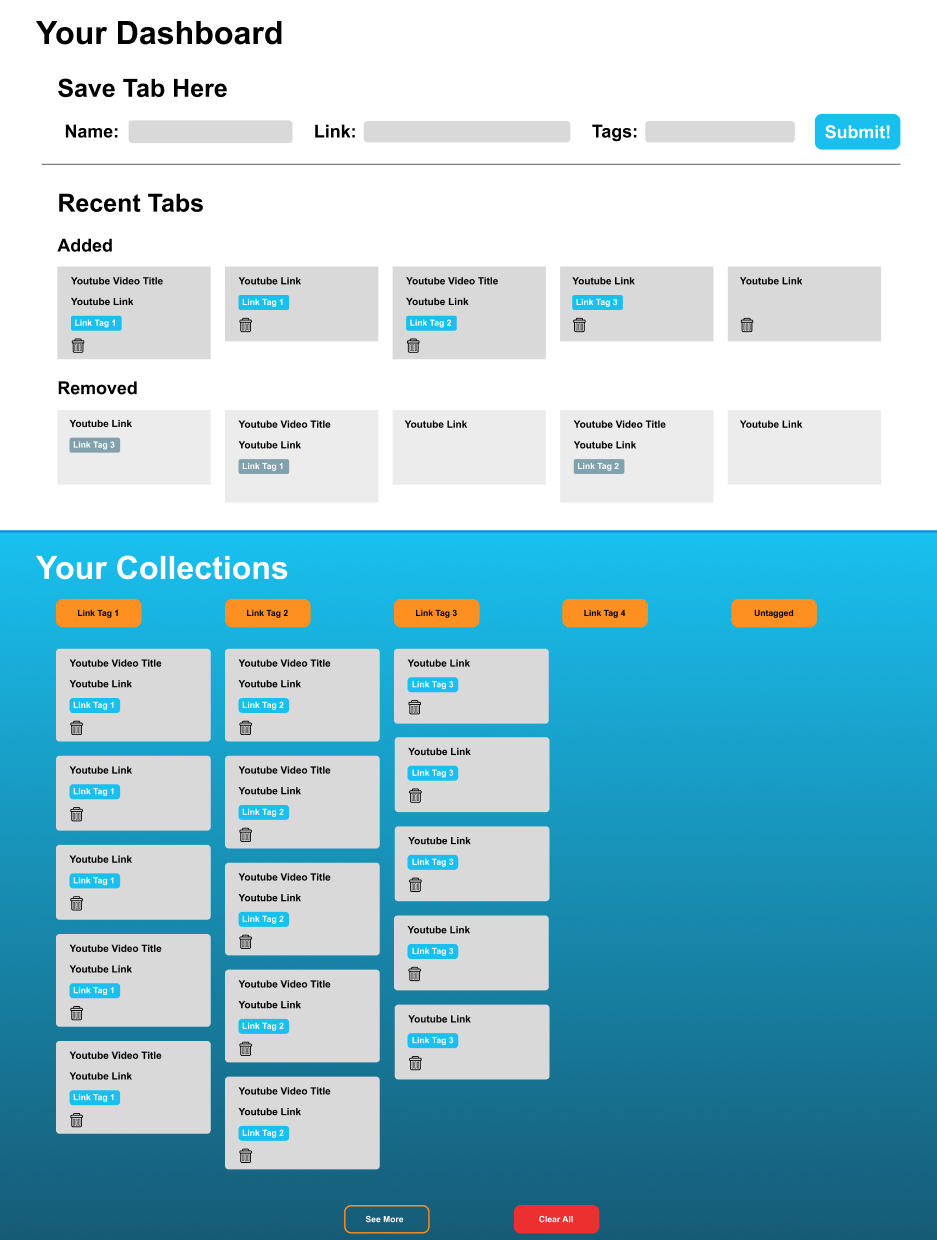 Your Dashboard
Save Tab Here
Name: Link: Tags: Submit!
Recent Tabs
Added
Youtube Video Title
Youtube Link
Link Tag 1
Youtube Link
Link Tag 1
Youtube Video Title
Youtube Link
Link Tag 2
Youtube Link
Link Tag 3
Youtube Link
Removed
Youtube Link
Link Tag 3
Youtube Video Title
Youtube Link
Link Tag 1
Youtube Link
Youtube Video Title
Youtube Link
Link Tag 2
Youtube Link
Your Collections
Link Tag 1
Link Tag 2
Link Tag 3
Link Tag 4
Untagged
Youtube Video Title
Youtube Link
Link Tag 1
Youtube Link
Link Tag 1
Youtube Link
Link Tag 1
Youtube Video Title
Youtube Link
Link Tag 1
Youtube Video Title
Youtube Link
Link Tag 1
Youtube Video Title
Youtube Link
Link Tag 2
Youtube Video Title
Youtube Link
Link Tag 2
Youtube Video Title
Youtube Link
Link Tag 2
Youtube Video Title
Youtube Link
Link Tag 2
Youtube Video Title
Youtube Link
Link Tag 2
Youtube Link
Link Tag 3
Youtube Link
Link Tag 3
Youtube Link
Link Tag 3
Youtube Link
Link Tag 3
Youtube Link
Link Tag 3
See More
Clear All